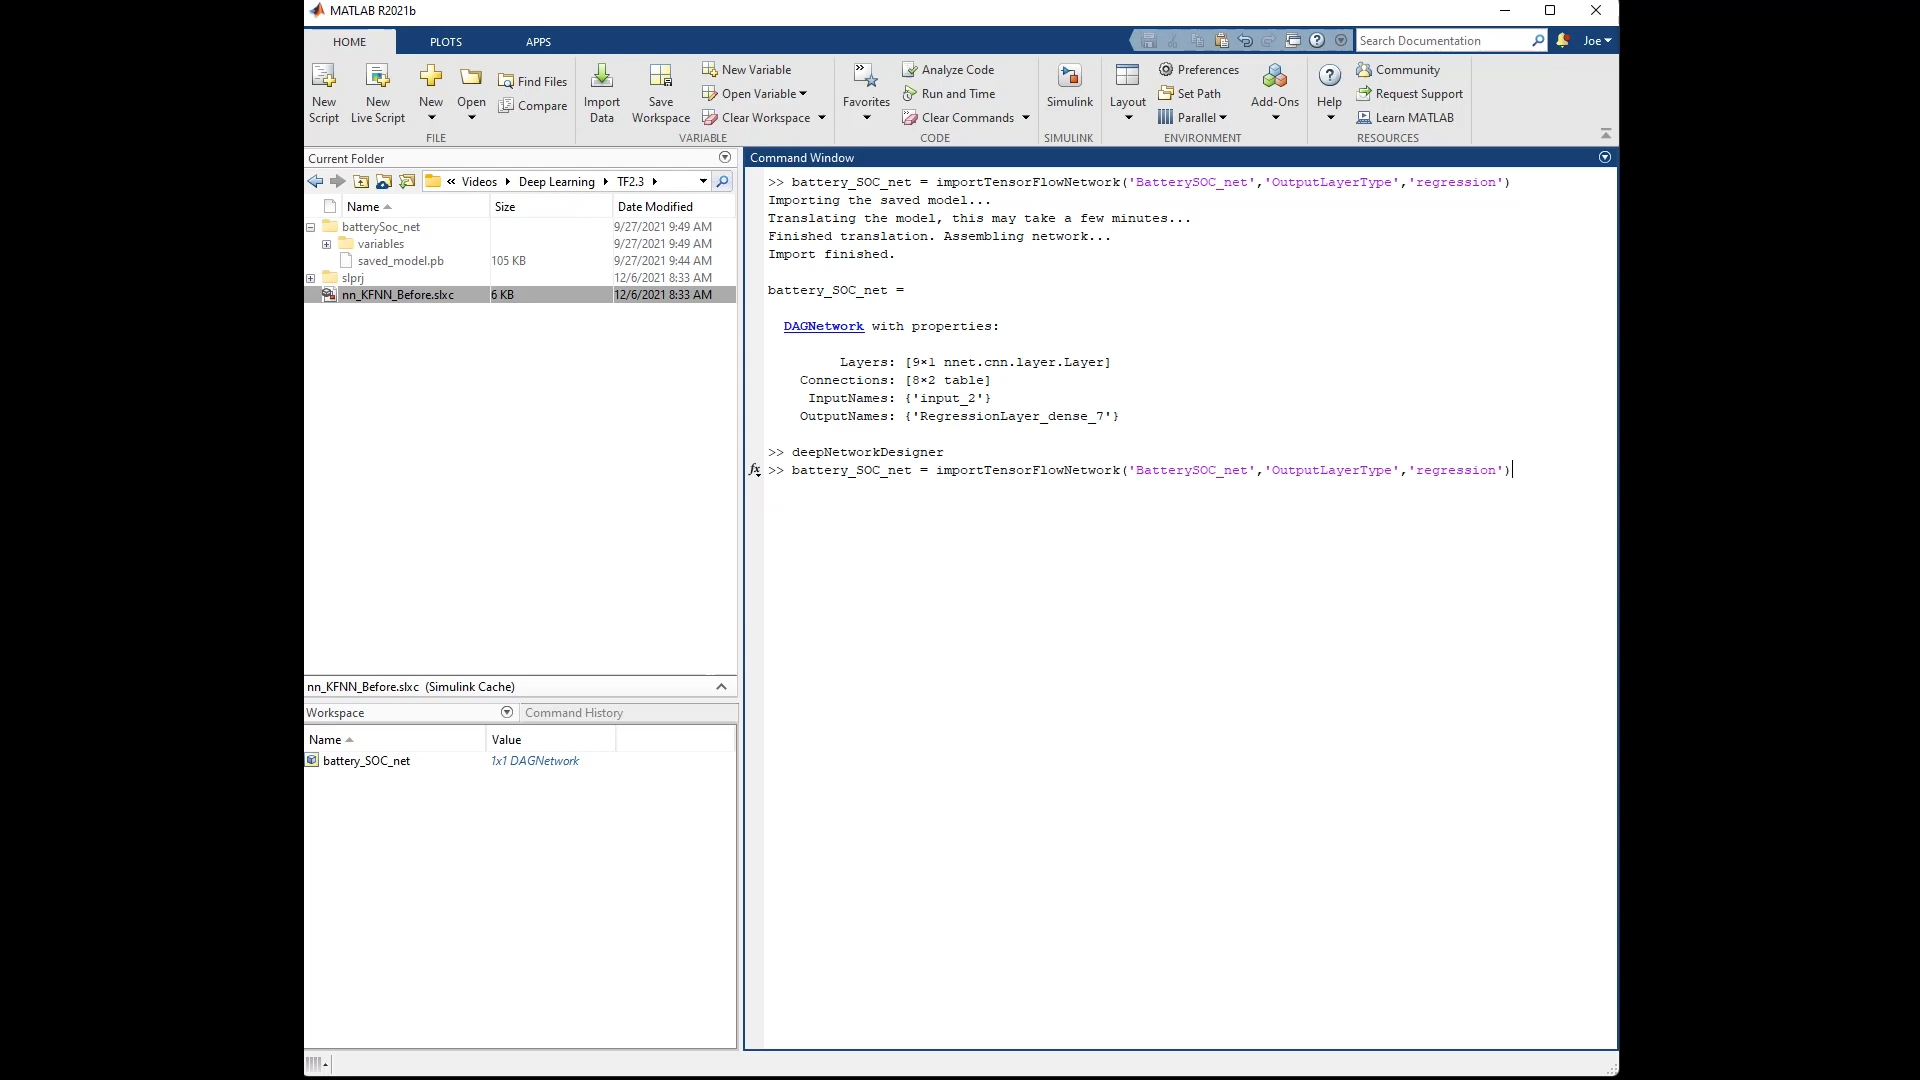 MATLAB R2021b
HOME PLOTS APPS
Search Documentation
Joe
New Script
New Live Script
New
Open
Find Files
Compare
FILE
Import Data
Save Workspace
New Variable
Open Variable
Clear Workspace
VARIABLE
Favorites
Analyze Code
Run and Time
Clear Commands
CODE
Simulink
SIMULINK
Layout
Preferences
Set Path
Parallel
Add-Ons
ENVIRONMENT
Help
Community
Request Support
Learn MATLAB
RESOURCES
Current Folder
« Videos Deep Learning TF2.3
Name Size Date Modified
batterySoc_net 9/27/2021 9:49 AM
variables 9/27/2021 9:49 AM
saved_model.pb 105 KB 9/27/2021 9:44 AM
slprj 12/6/2021 8:33 AM
nn_KFNN_Before.slxc 6 KB 12/6/2021 8:33 AM
nn_KFNN_Before.slxc (Simulink Cache)
Workspace Command History
Name Value
battery_SOC_net 1x1 DAGNetwork
Command Window
>> battery_SOC_net = importTensorFlowNetwork('BatterySOC_net','OutputLayerType','regression')
Importing the saved model...
Translating the model, this may take a few minutes...
Finished translation. Assembling network...
Import finished.
battery_SOC_net =
DAGNetwork with properties:
Layers: [9×1 nnet.cnn.layer.Layer]
Connections: [8×2 table]
InputNames: {'input_2'}
OutputNames: {'RegressionLayer_dense_7'}
>> deepNetworkDesigner
fx >> battery_SOC_net = importTensorFlowNetwork('BatterySOC_net','OutputLayerType','regression')